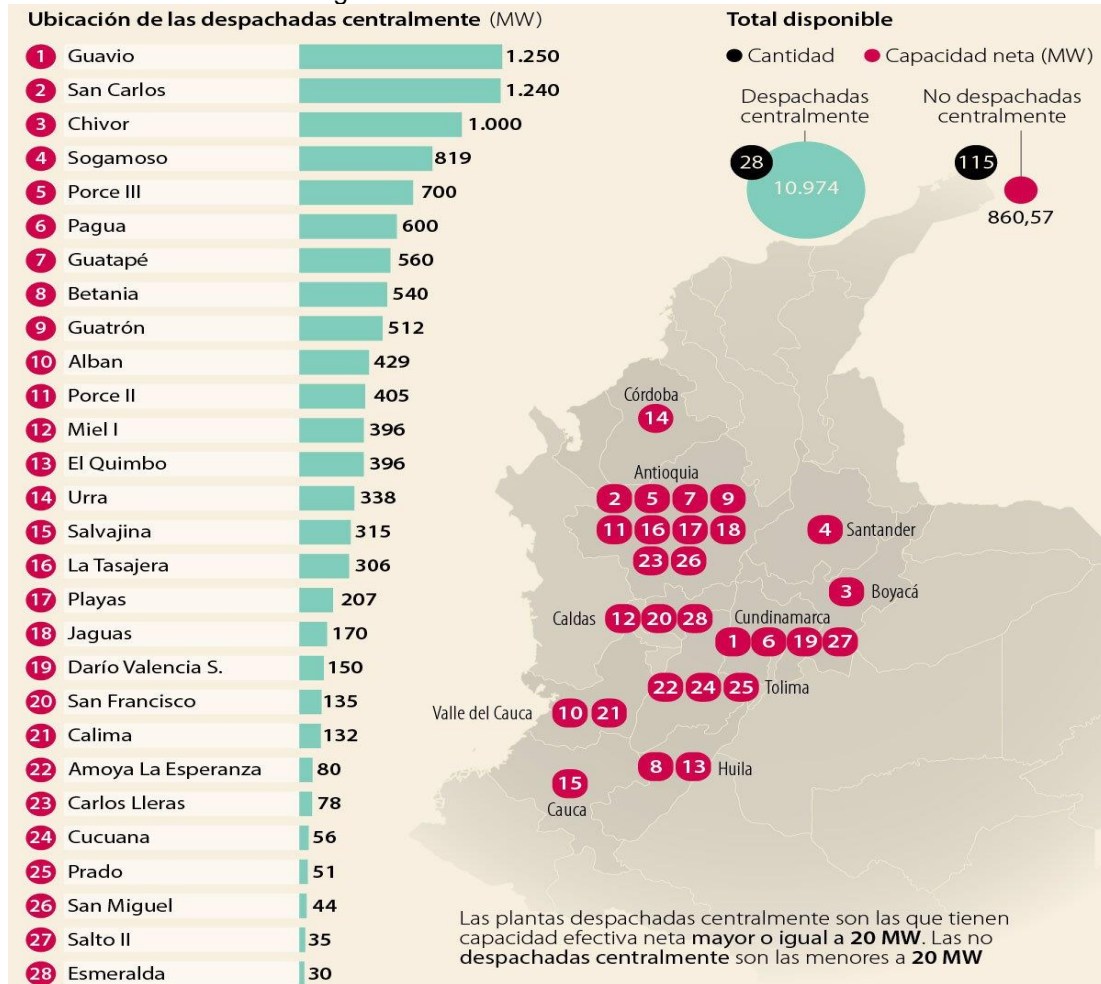 Ubicación de las despachadas centralmente (MW)
1 Guavio 1.250
2 San Carlos 1.240
3 Chivor 1.000
4 Sogamoso 819
5 Porce III 700
6 Pagua 600
7 Guatapé 560
8 Betania 540
9 Guatrón 512
10 Alban 429
11 Porce II 405
12 Miel I 396
13 El Quimbo 396
14 Urra 338
15 Salvajina 315
16 La Tasajera 306
17 Playas 207
18 Jaguas 170
19 Darío Valencia S. 150
20 San Francisco 135
21 Calima 132
22 Amoya La Esperanza 80
23 Carlos Lleras 78
24 Cucuana 56
25 Prado 51
26 San Miguel 44
27 Salto II 35
28 Esmeralda 30
Total disponible
Cantidad Capacidad neta (MW)
Despachadas
centralmente
28
10.974
No despachadas
centralmente
115
860,57
Córdoba
14
Antioquia
2 5 7 9
11 16 17 18
23 26
4 Santander
3 Boyacá
Caldas 12 20 28
Cundinamarca
1 6 19 27
22 24 25 Tolima
Valle del Cauca 10 21
8 13 Huila
15
Cauca
Las plantas despachadas centralmente son las que tienen
capacidad efectiva neta mayor o igual a 20 MW. Las no
despachadas centralmente son las menores a 20 MW